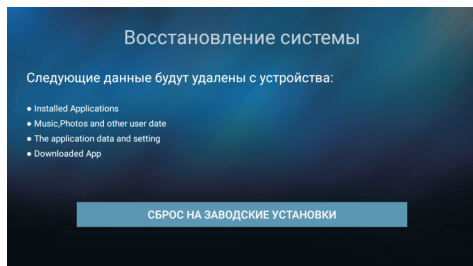 Восстановление системы
Следующие данные будут удалены с устройства:
● Installed Applications
● Music,Photos and other user date
● The application data and setting
● Downloaded App
СБРОС НА ЗАВОДСКИЕ УСТАНОВКИ